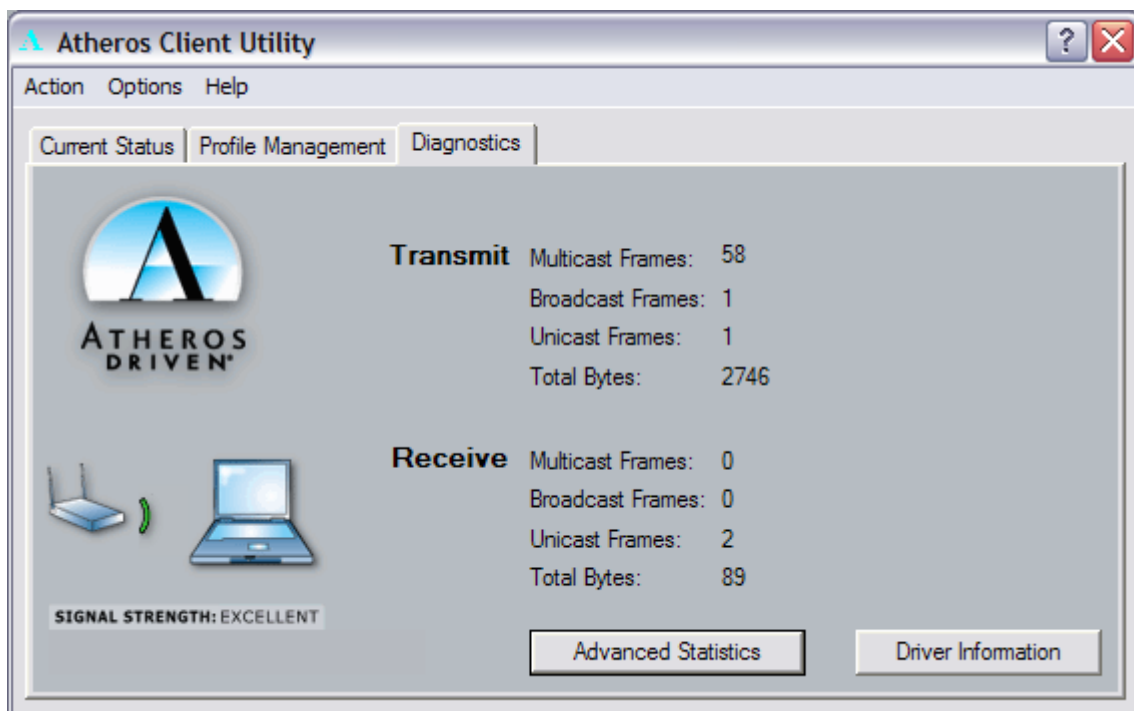 Atheros Client Utility
Action Options Help
Current Status Profile Management Diagnostics
ATHEROS
DRIVEN®
Transmit Multicast Frames: 58
Broadcast Frames: 1
Unicast Frames: 1
Total Bytes: 2746
Receive Multicast Frames: 0
Broadcast Frames: 0
Unicast Frames: 2
Total Bytes: 89
SIGNAL STRENGTH: EXCELLENT
Advanced Statistics Driver Information